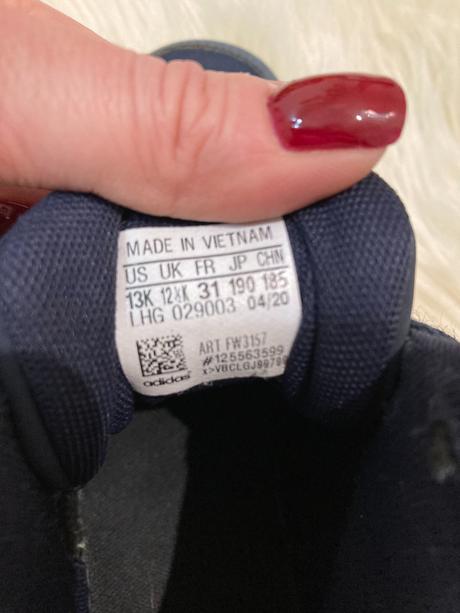 MADE IN VIETNAM
US UK FR JP CHN
13K 12½K 31 190 185
LHG 029003 04/20
ART FW3157
#125563599
adidas